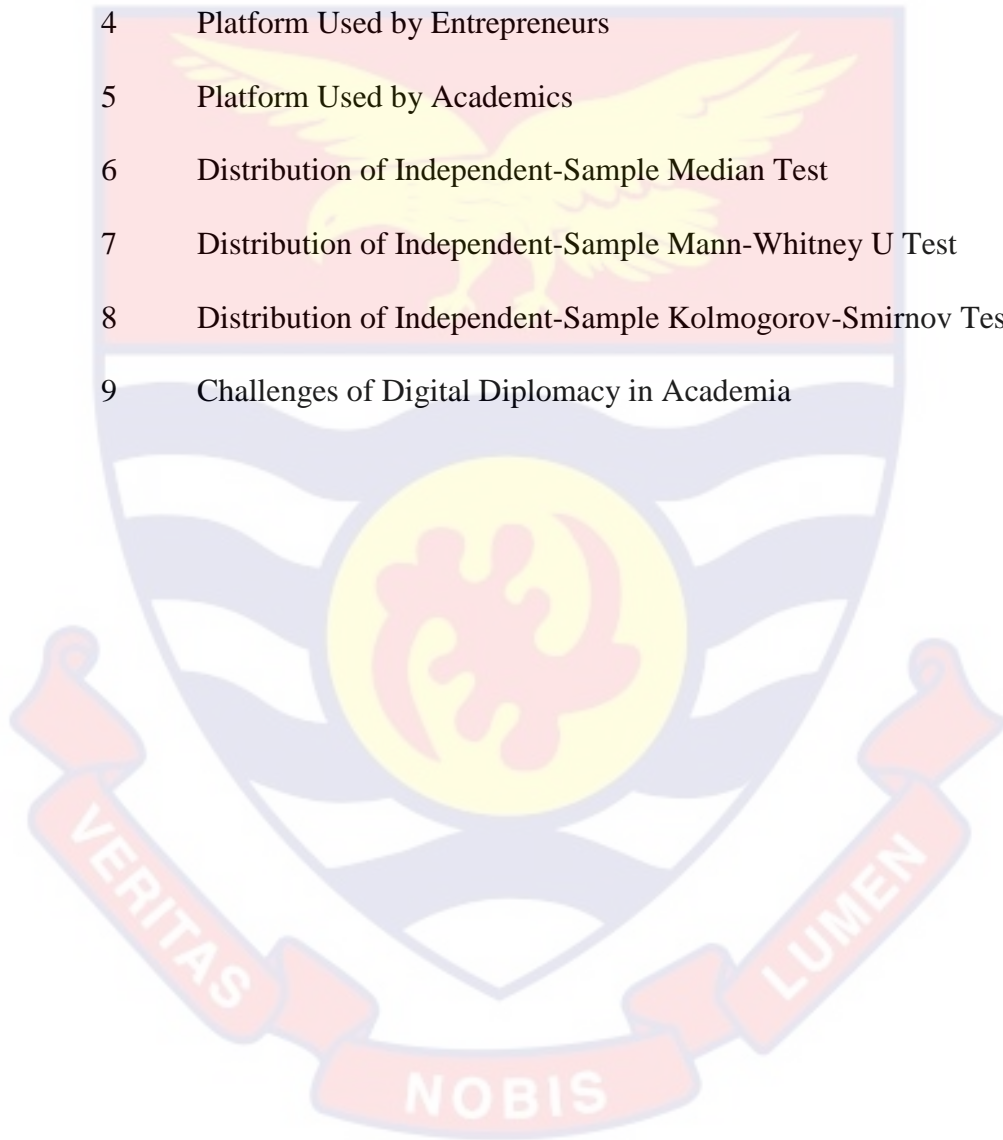 4 Platform Used by Entrepreneurs
5 Platform Used by Academics
6 Distribution of Independent-Sample Median Test
7 Distribution of Independent-Sample Mann-Whitney U Test
8 Distribution of Independent-Sample Kolmogorov-Smirnov
9 Challenges of Digital Diplomacy in Academia
VERITAS
NOBIS
LUMEN